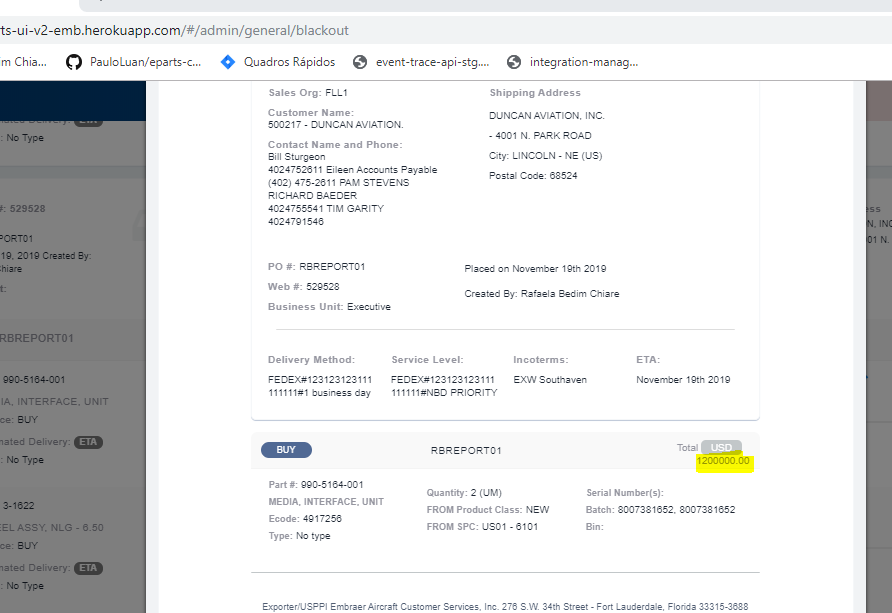 ts-ui-v2-emb.herokuapp.com/#/admin/general/blackout
m Chia...
PauloLuan/eparts-c...
Quadros Rápidos
event-trace-api-stg....
integration-manag...
Sales Org: FLL1
Customer Name:
500217 - DUNCAN AVIATION.
Contact Name and Phone:
Bill Sturgeon
4024752611 Eileen Accounts Payable
(402) 475-2611 PAM STEVENS
RICHARD BAEDER
4024755541 TIM GARITY
4024791546
Shipping Address
DUNCAN AVIATION, INC.
- 4001 N. PARK ROAD
City: LINCOLN - NE (US)
Postal Code: 68524
PO #: RBREPORT01
Web #: 529528
Business Unit: Executive
Placed on November 19th 2019
Created By: Rafaela Bedim Chiare
Delivery Method:
FEDEX#123123123111
111111#1 business day
Service Level:
FEDEX#123123123111
111111#NBD PRIORITY
Incoterms:
EXW Southaven
ETA:
November 19th 2019
BUY
RBREPORT01
Total USD
1200000.00
Part #: 990-5164-001
MEDIA, INTERFACE, UNIT
Ecode: 4917256
Type: No type
Quantity: 2 (UM)
FROM Product Class: NEW
FROM SPC: US01 - 6101
Serial Number(s):
Batch: 8007381652, 8007381652
Bin:
Exporter/USPPI Embraer Aircraft Customer Services, Inc. 276 S.W. 34th Street - Fort Lauderdale, Florida 33315-3688
nated Delivery: ETA
: No Type
#: 529528
PORT01
19, 2019 Created By:
hiare
t:
RBREPORT01
990-5164-001
IA, INTERFACE, UNIT
ce: BUY
nated Delivery: ETA
: No Type
3-1622
EEL ASSY, NLG - 6.50
ce: BUY
nated Delivery: ETA
: No Type
ess
N, INC
01 N.